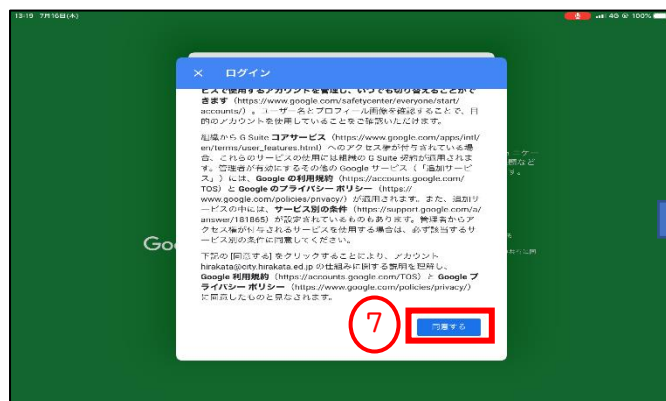 13:19 7月16日(木)
4G 100%
× ログイン
ビスで使用するアカウントを管理し、いつでも切り替えることがで
きます（https://www.google.com/safetycenter/everyone/start/
accounts/）。ユーザー名とプロフィール画像を確認することで、目
的のアカウントを使用していることをご確認いただけます。
組織から G Suite コアサービス（https://www.google.com/apps/intl/
en/terms/user_features.html）へのアクセス権が付与されている場
合、これらのサービスの使用には組織の G Suite 契約が適用されま
す。管理者が有効にするその他の Google サービス（「追加サービ
ス」）には、Google の利用規約（https://accounts.google.com/
TOS）と Google のプライバシー ポリシー（https://
www.google.com/policies/privacy/）が適用されます。また、追加サ
ービスの中には、サービス別の条件（https://support.google.com/a/
answer/181865）が設定されているものもあります。管理者からア
クセス権が付与されるサービスを使用する場合は、必ず該当するサ
ービス別の条件に同意してください。
下記の [同意する] をクリックすることにより、アカウント
hirakata@city.hirakata.ed.jp の仕組みに関する説明を理解し、
Google 利用規約（https://accounts.google.com/TOS）と Google プ
ライバシー ポリシー（https://www.google.com/policies/privacy/）
に同意したものと見なされます。
Go
7
同意する